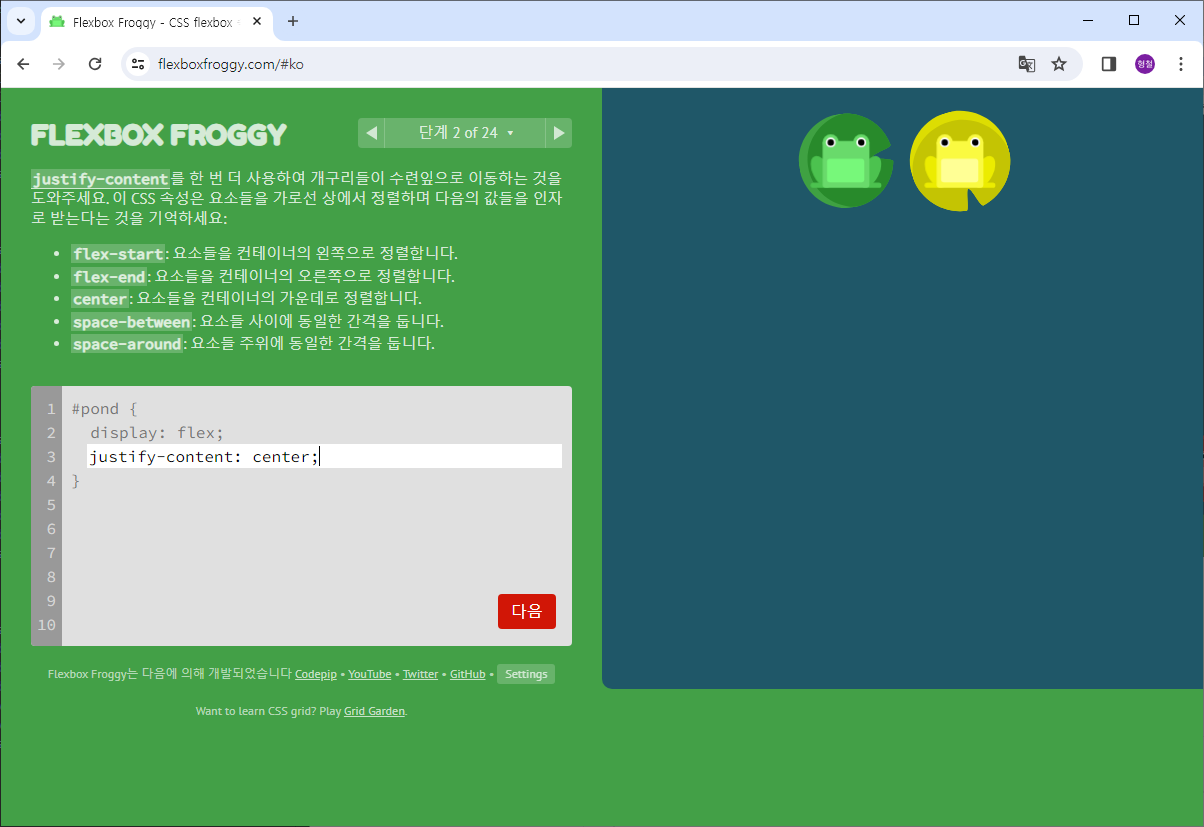 Flexbox Froggy - CSS flexbox
flexboxfroggy.com/#ko
형철
FLEXBOX FROGGY
단계 2 of 24
justify-content를 한 번 더 사용하여 개구리들이 수련잎으로 이동하는 것을
도와주세요. 이 CSS 속성은 요소들을 가로선 상에서 정렬하며 다음의 값들을 인자
로 받는다는 것을 기억하세요:
• flex-start: 요소들을 컨테이너의 왼쪽으로 정렬합니다.
• flex-end: 요소들을 컨테이너의 오른쪽으로 정렬합니다.
• center: 요소들을 컨테이너의 가운데로 정렬합니다.
• space-between: 요소들 사이에 동일한 간격을 둡니다.
• space-around: 요소들 주위에 동일한 간격을 둡니다.
1 #pond {
2 display: flex;
3 justify-content: center;
4 }
5
6
7
8
9
10
다음
Flexbox Froggy는 다음에 의해 개발되었습니다 Codepip • YouTube • Twitter • GitHub • Settings
Want to learn CSS grid? Play Grid Garden.